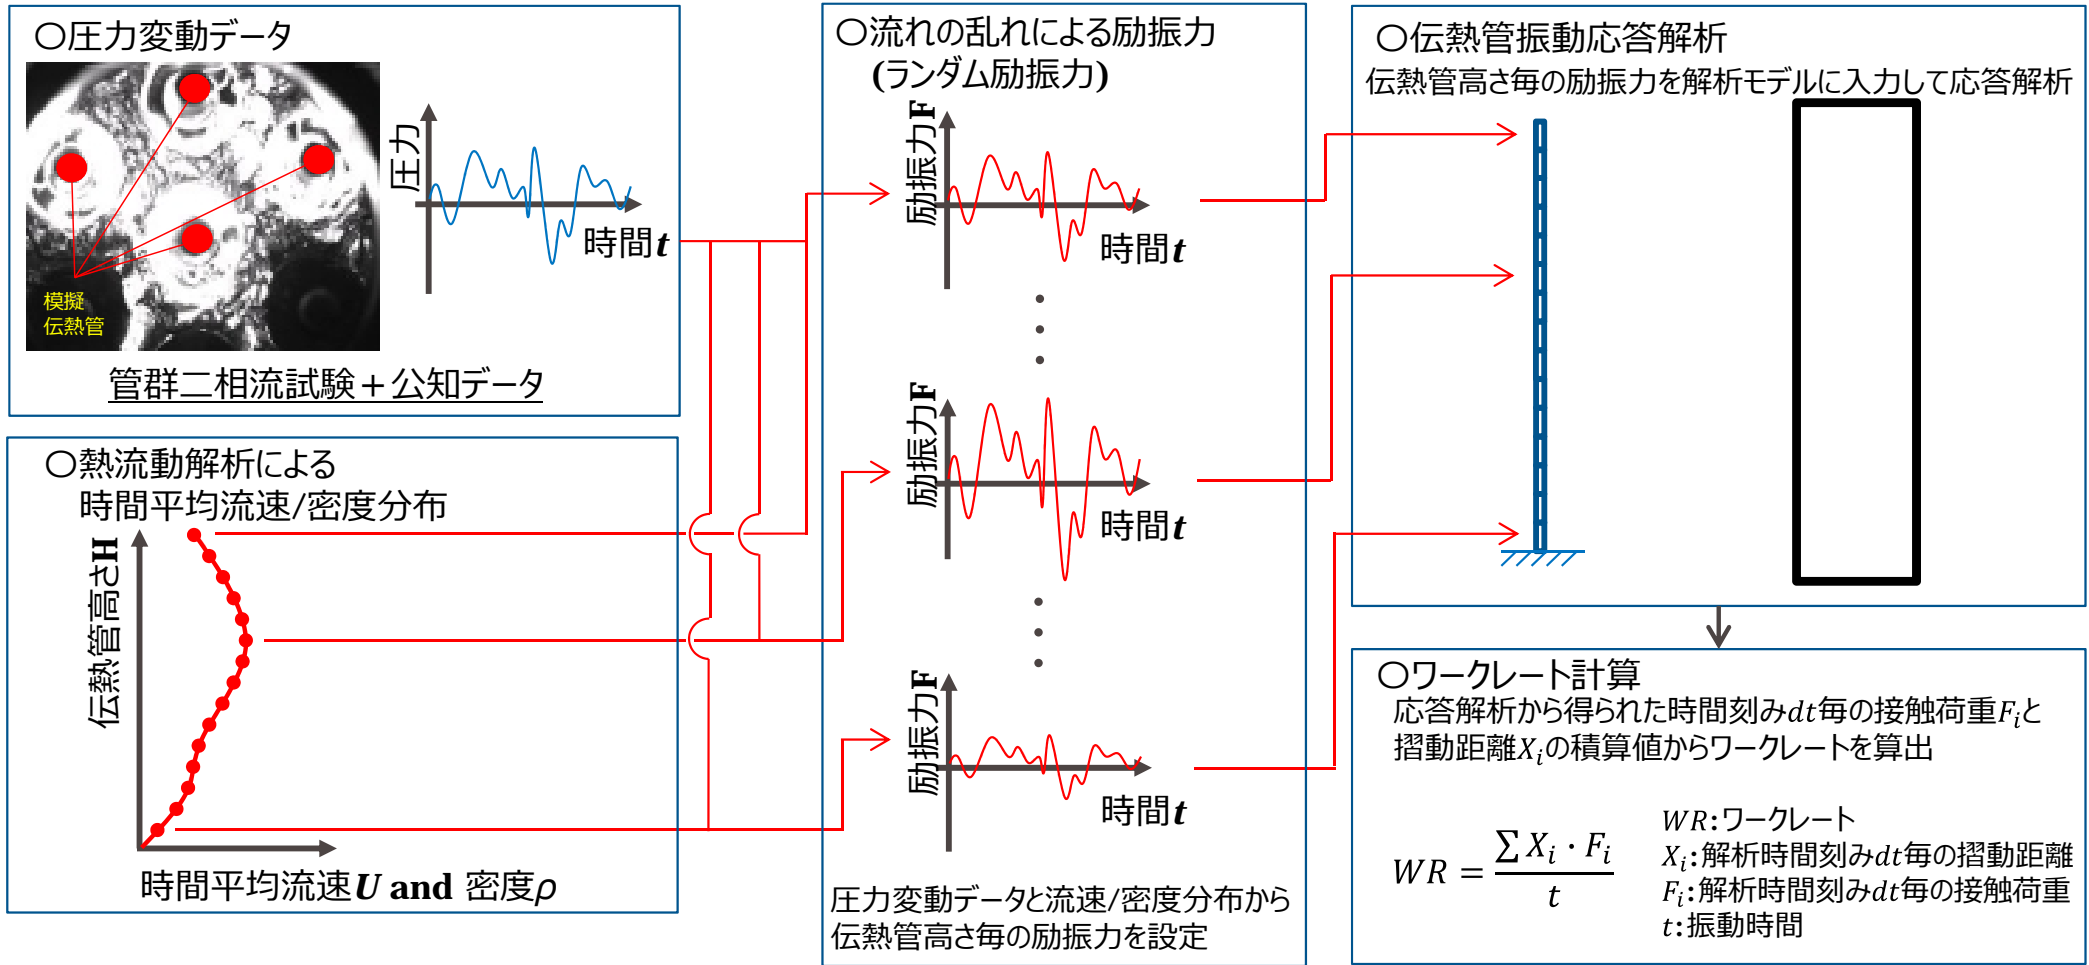 〇圧力変動データ
圧力
時間t
模擬
伝熱管
管群二相流試験＋公知データ
〇熱流動解析による
時間平均流速/密度分布
伝熱管高さH
時間平均流速U and 密度ρ
〇流れの乱れによる励振力
(ランダム励振力)
励振力F
時間t
励振力F
時間t
励振力F
時間t
圧力変動データと流速/密度分布から
伝熱管高さ毎の励振力を設定
〇伝熱管振動応答解析
伝熱管高さ毎の励振力を解析モデルに入力して応答解析
〇ワークレート計算
応答解析から得られた時間刻みdt毎の接触荷重F_iと
摺動距離X_iの積算値からワークレートを算出
WR = ∑ X_i · F_i / t
WR:ワークレート
X_i:解析時間刻みdt毎の摺動距離
F_i:解析時間刻みdt毎の接触荷重
t:振動時間